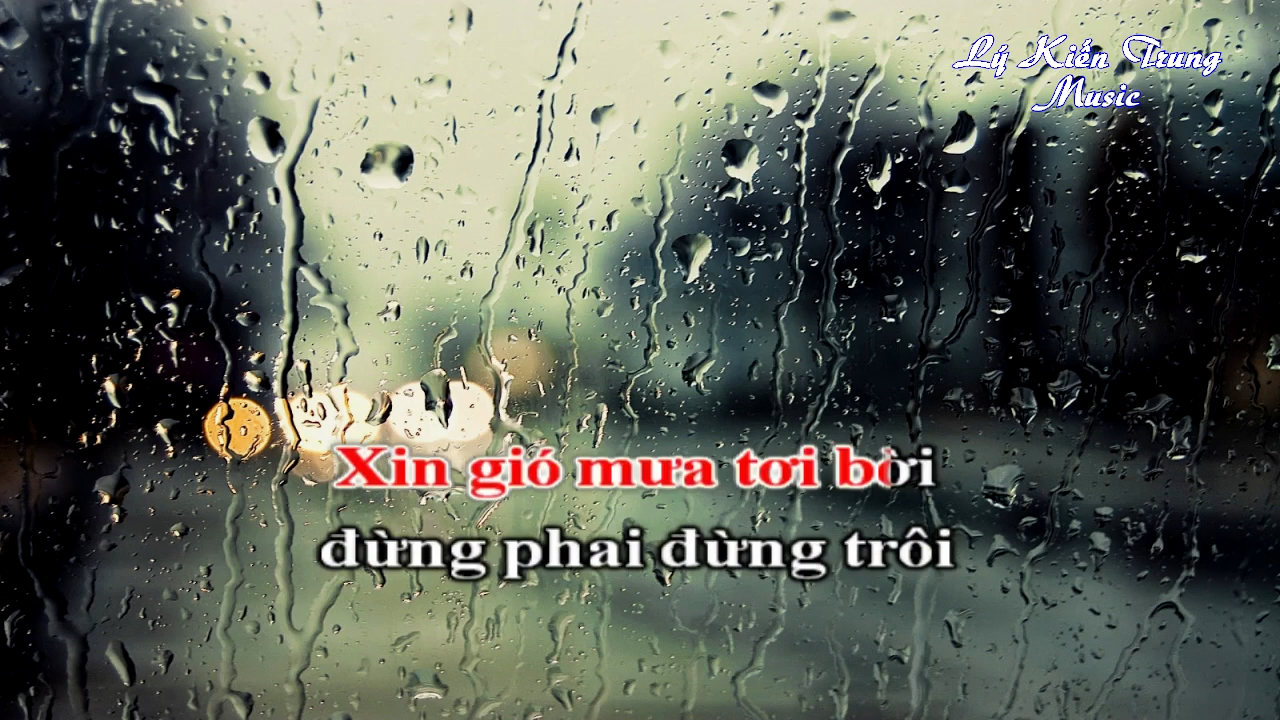 Lý Kiến Trung
Music
Xin gió mưa tơi bời
đừng phai đừng trôi